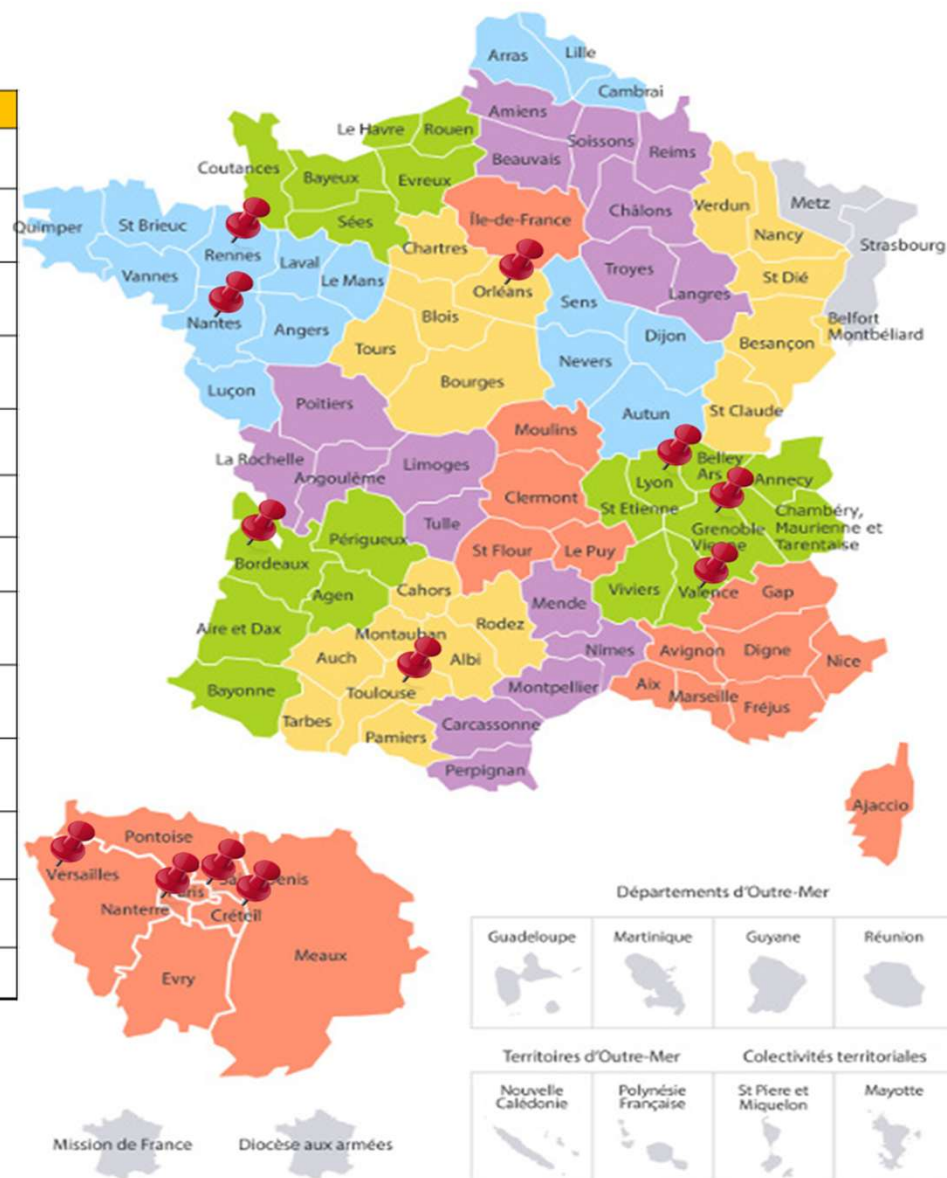 Arras
Lille
Cambrai
Amiens
Le Havre
Rouen
Soissons
Reims
Beauvais
Coutances
Bayeux
Evreux
Verdun
Metz
Quimper
St Brieuc
Sées
Île-de-France
Châlons
Nancy
Strasbourg
Rennes
Laval
Chartres
Vannes
Le Mans
Troyes
St Dié
Orléans
Langres
Sens
Nantes
Angers
Blois
Dijon
Belfort
Montbéliard
Besançon
Tours
Nevers
Bourges
Luçon
Poitiers
Autun
St Claude
Moulins
La Rochelle
Angoulème
Limoges
Belley
Ars
Annecy
Lyon
Clermont
St Etienne
Chambéry,
Maurienne et
Tarentaise
Tulle
Grenoble
Vienne
Périgueux
St Flour
Le Puy
Bordeaux
Cahors
Agen
Mende
Viviers
Valence
Gap
Aire et Dax
Montauban
Rodez
Auch
Albi
Nîmes
Avignon
Digne
Nice
Bayonne
Toulouse
Montpellier
Aix
Marseille
Fréjus
Tarbes
Carcassonne
Pamiers
Perpignan
Ajaccio
Pontoise
Versailles
Nanterre
Créteil
Meaux
Evry
Départements d'Outre-Mer
Guadeloupe
Martinique
Guyane
Réunion
Territoires d'Outre-Mer
Colectivités territoriales
Nouvelle
Calédonie
Polynésie
Française
St Piere et
Miquelon
Mayotte
Mission de France
Diocèse aux armées